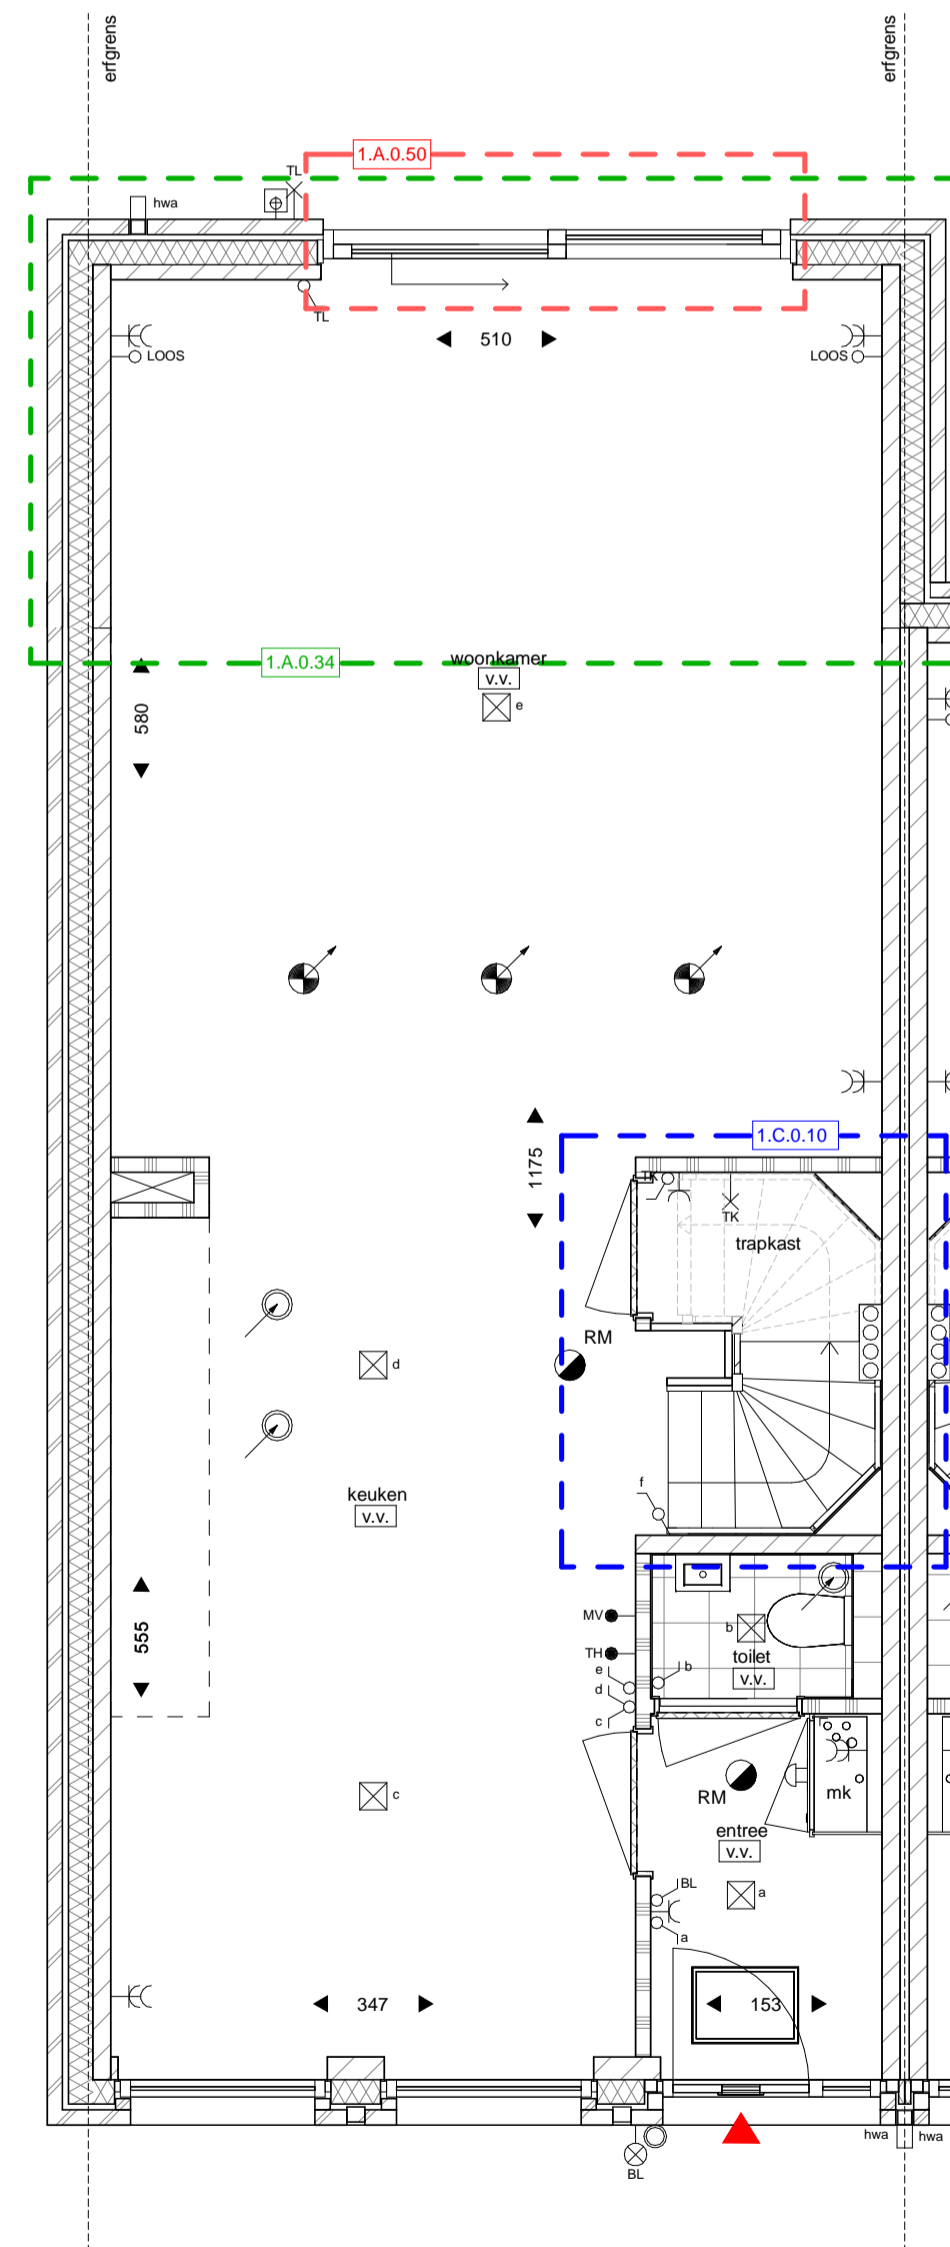 erfgrens
erfgrens
1.A.0.50
TL
hwa
TL
510
LOOS
LOOS
1.A.0.34
woonkamer
v.v.
e
580
1175
1.C.0.10
TK
TK
trapkast
RM
d
f
keuken
v.v.
MV
b
555
TH
toilet
e
b
v.v.
d
c
RM
mk
c
entree
v.v.
BL
a
a
347
153
hwa
hwa
BL